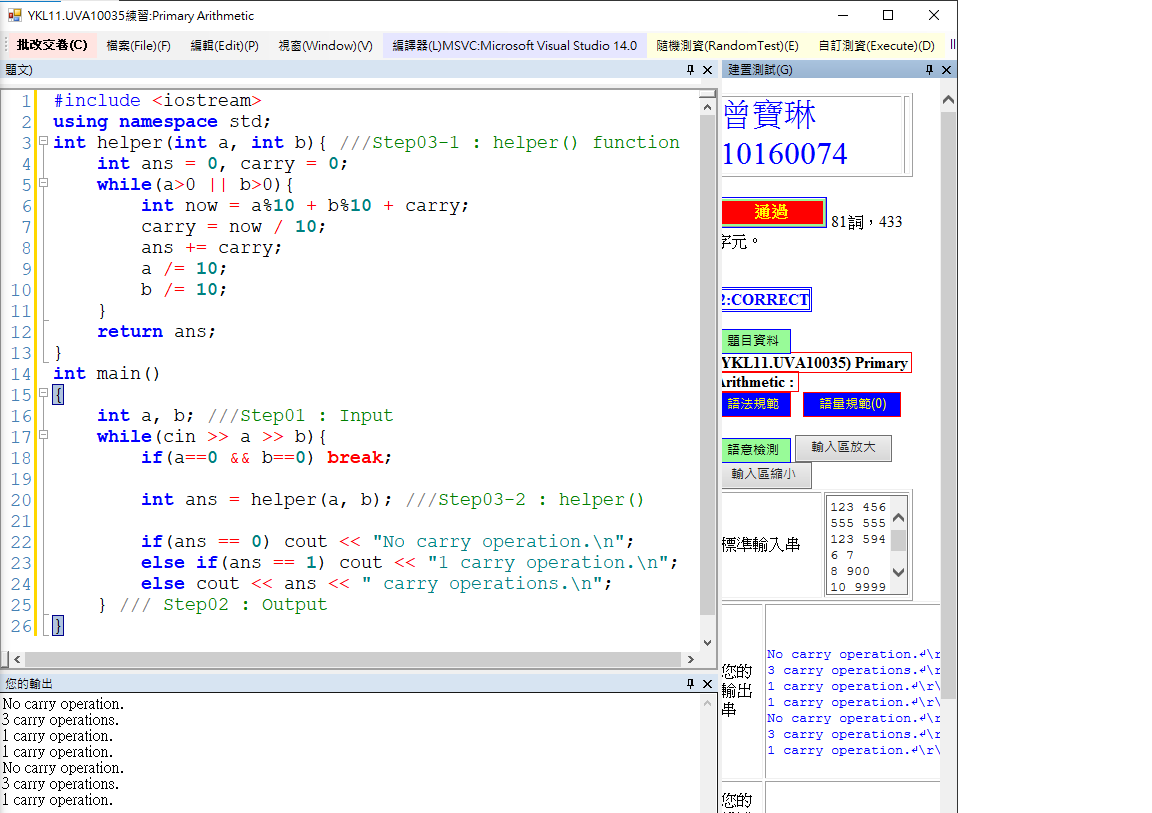 YKL11.UVA10035練習:Primary Arithmetic
批改交卷(C) 檔案(File)(F) 編輯(Edit)(P) 視窗(Window)(V) 編譯器(L)MSVC:Microsoft Visual Studio 14.0 隨機測資(RandomTest)(E) 自訂測資(Execute)(D)
題文)
1 #include <iostream>
2 using namespace std;
3 int helper(int a, int b){ ///Step03-1 : helper() function
4 int ans = 0, carry = 0;
5 while(a>0 || b>0){
6 int now = a%10 + b%10 + carry;
7 carry = now / 10;
8 ans += carry;
9 a /= 10;
10 b /= 10;
11 }
12 return ans;
13 }
14 int main()
15 {
16 int a, b; ///Step01 : Input
17 while(cin >> a >> b){
18 if(a==0 && b==0) break;
19
20 int ans = helper(a, b); ///Step03-2 : helper()
21
22 if(ans == 0) cout << "No carry operation.\n";
23 else if(ans == 1) cout << "1 carry operation.\n";
24 else cout << ans << " carry operations.\n";
25 } /// Step02 : Output
26 }
您的輸出
No carry operation.
3 carry operations.
1 carry operation.
1 carry operation.
No carry operation.
3 carry operations.
1 carry operation.
建置測試(G)
曾寶琳
10160074
通過 81詞，433
字元。
2:CORRECT
題目資料
YKL11.UVA10035) Primary
Arithmetic :
語法規範 語量規範(0)
語意檢測 輸入區放大
輸入區縮小
標準輸入串
123 456
555 555
123 594
6 7
8 900
10 9999
您的
輸出
串
No carry operation.↲\r
3 carry operations.↲\r
1 carry operation.↲\r\
1 carry operation.↲\r\
No carry operation.↲\r
3 carry operations.↲\r
1 carry operation.↲\r\
您的